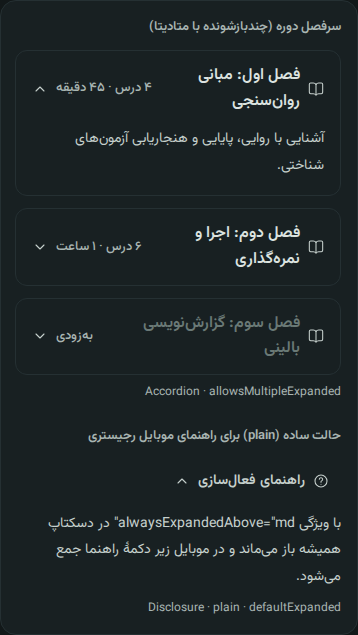 سرفصل دوره (چندبازشونده با متادیتا)
فصل اول: مبانی
روان‌سنجی
۴ درس · ۴۵ دقیقه
آشنایی با روایی، پایایی و هنجاریابی آزمون‌های
شناختی.
فصل دوم: اجرا و
نمره‌گذاری
۶ درس · ۱ ساعت
فصل سوم: گزارش‌نویسی
بالینی
به‌زودی
Accordion · allowsMultipleExpanded
حالت ساده (plain) برای راهنمای موبایل رجیستری
راهنمای فعال‌سازی
با ویژگی alwaysExpandedAbove="md" در دسکتاپ
همیشه باز می‌ماند و در موبایل زیر دکمهٔ راهنما جمع
می‌شود.
Disclosure · plain · defaultExpanded